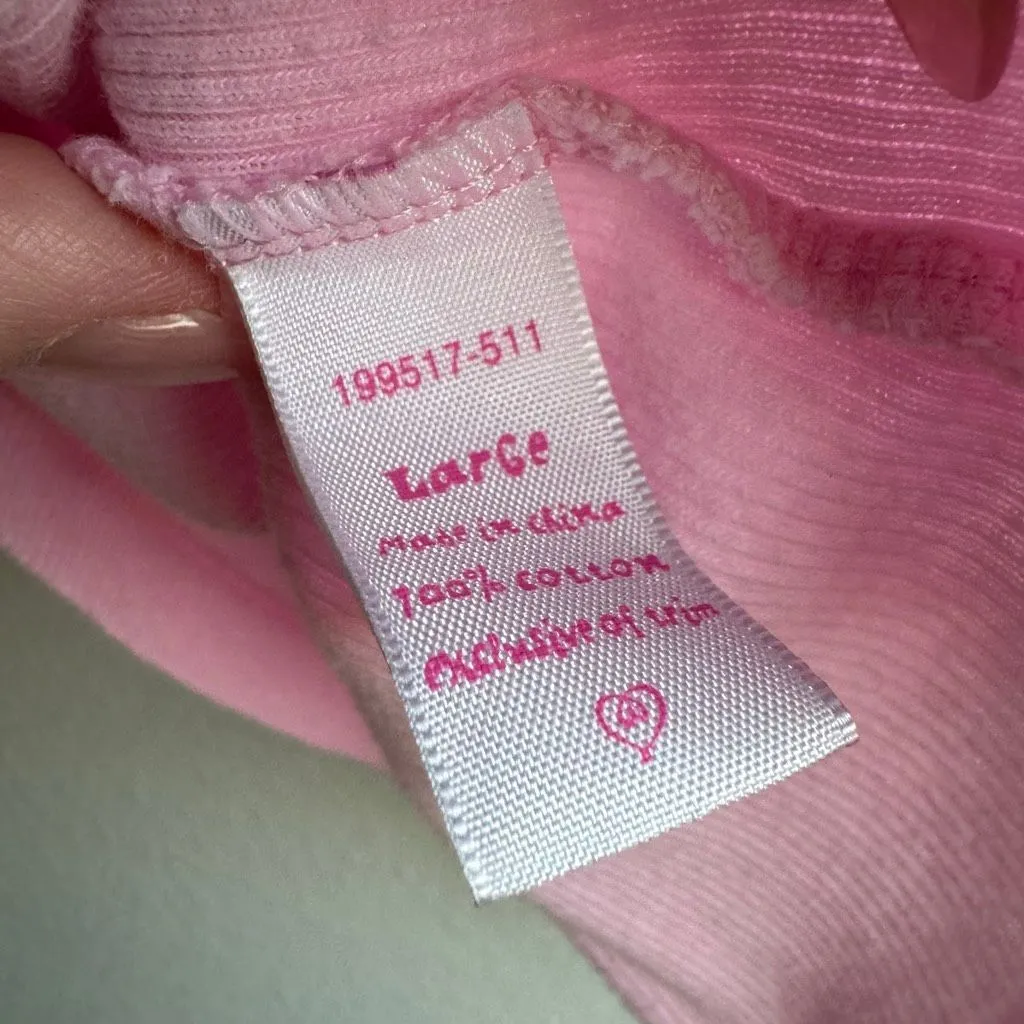 199517-511
Large
made in china
100% cotton
exclusive of trim